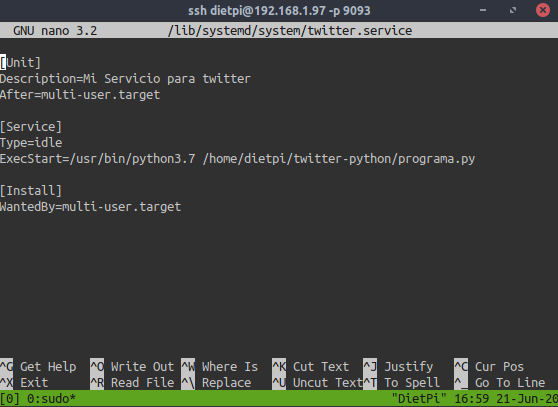 ssh dietpi@192.168.1.97 -p 9093
GNU nano 3.2 /lib/systemd/system/twitter.service
[Unit]
Description=Mi Servicio para twitter
After=multi-user.target
[Service]
Type=idle
ExecStart=/usr/bin/python3.7 /home/dietpi/twitter-python/programa.py
[Install]
WantedBy=multi-user.target
^G Get Help ^O Write Out ^W Where Is ^K Cut Text ^J Justify ^C Cur Pos
^X Exit ^R Read File ^\ Replace ^U Uncut Text ^T To Spell ^_ Go To Line
[0] 0:sudo* "DietPi" 16:59 21-Jun-20